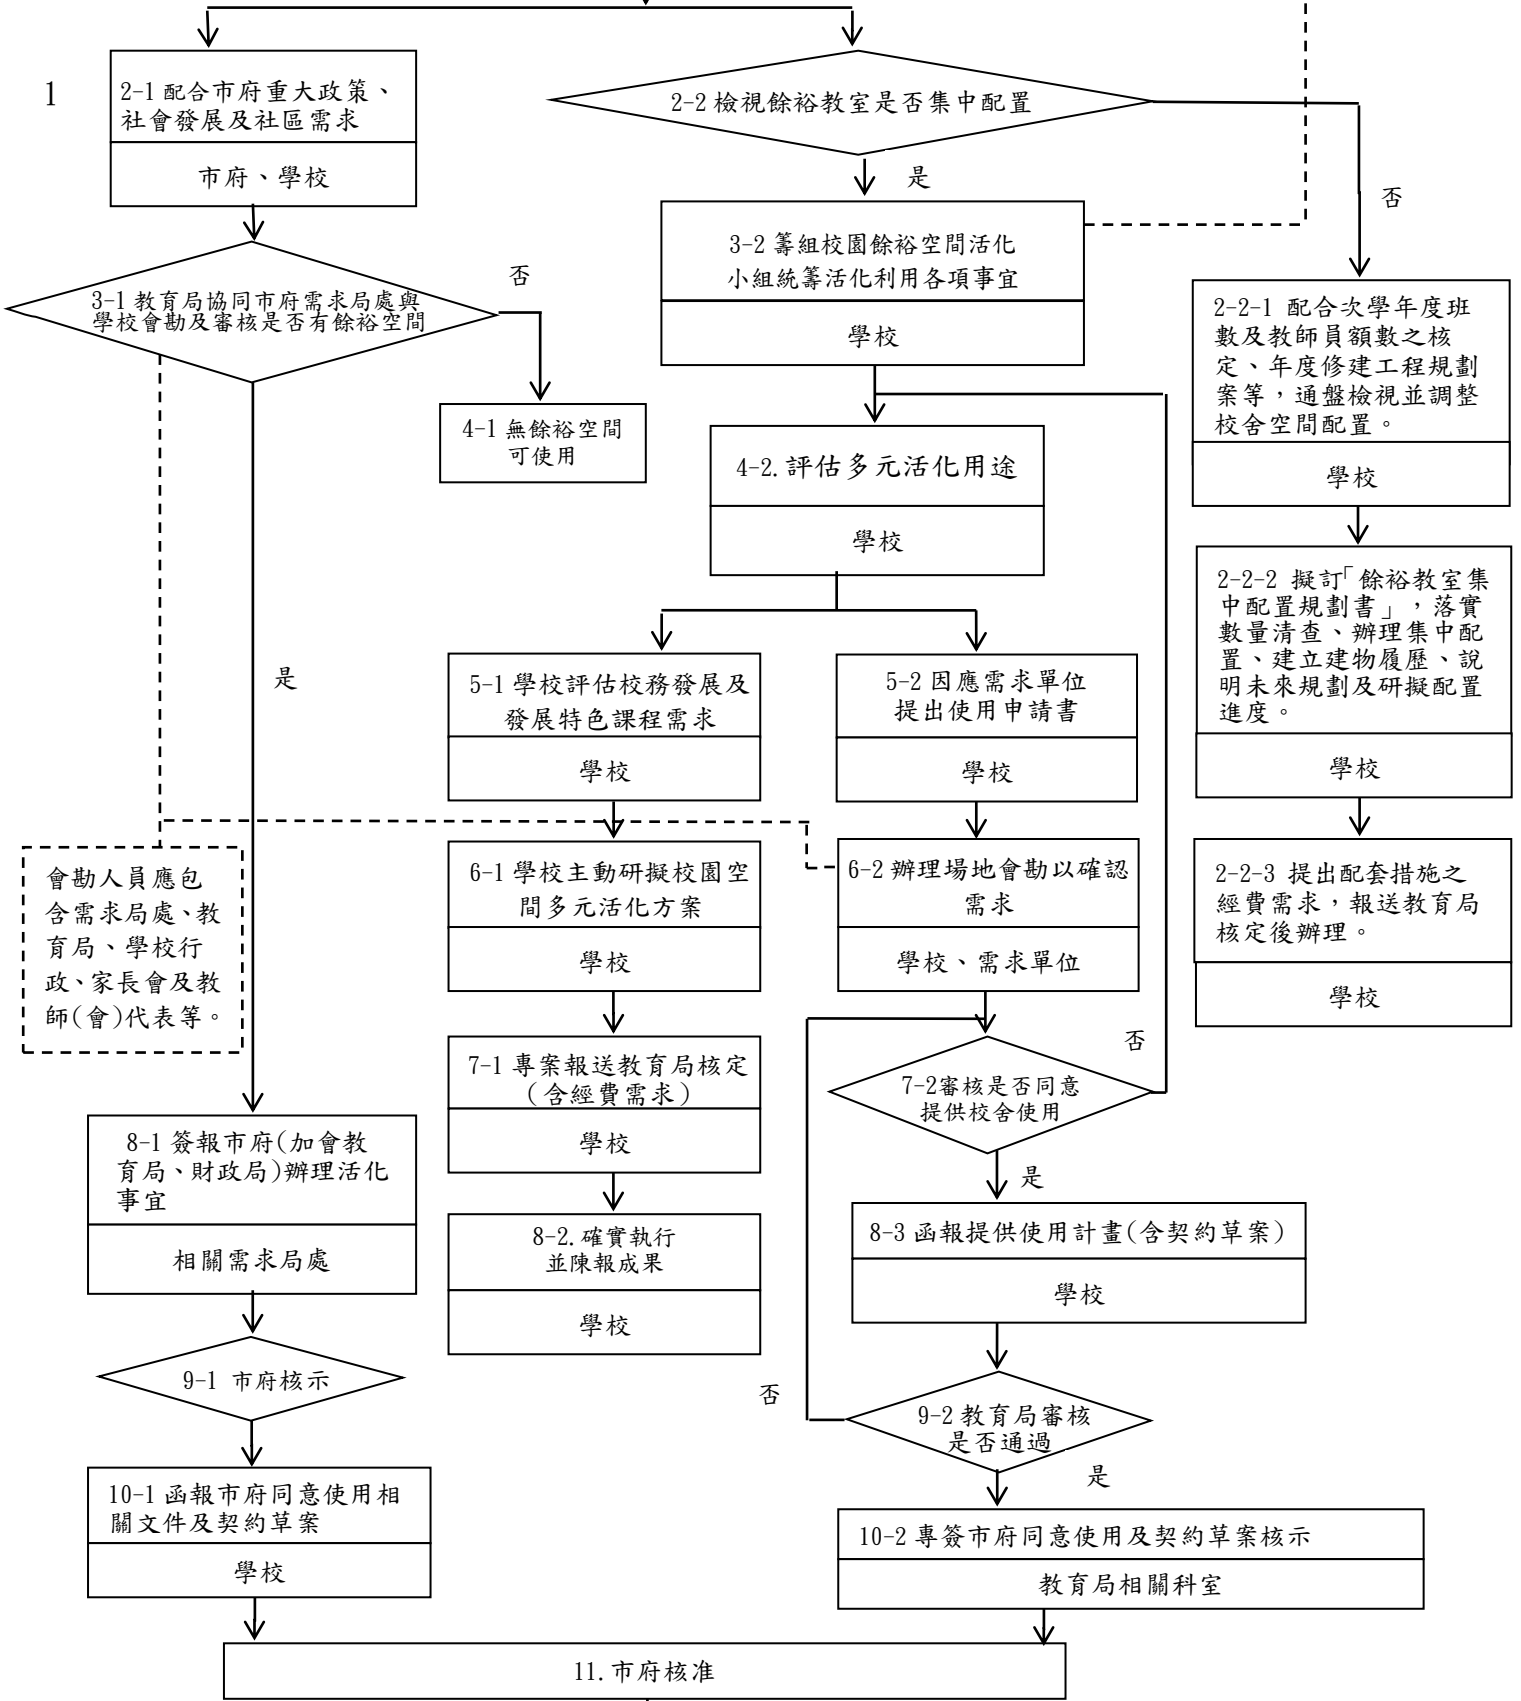 1
2-1 配合市府重大政策、
社會發展及社區需求
市府、學校
2-2 檢視餘裕教室是否集中配置
是
否
3-1 教育局協同市府需求局處與
學校會勘及審核是否有餘裕空間
否
是
4-1 無餘裕空間
可使用
3-2 籌組校園餘裕空間活化
小組統籌活化利用各項事宜
學校
2-2-1 配合次學年度班
數及教師員額數之核
定、年度修建工程規劃
案等，通盤檢視並調整
校舍空間配置。
學校
4-2.評估多元活化用途
學校
2-2-2 擬訂「餘裕教室集
中配置規劃書」，落實
數量清查、辦理集中配
置、建立建物履歷、說
明未來規劃及研擬配置
進度。
學校
5-1 學校評估校務發展及
發展特色課程需求
學校
5-2 因應需求單位
提出使用申請書
學校
會勘人員應包
含需求局處、教
育局、學校行
政、家長會及教
師(會)代表等。
6-1 學校主動研擬校園空
間多元活化方案
學校
6-2 辦理場地會勘以確認
需求
學校、需求單位
2-2-3 提出配套措施之
經費需求，報送教育局
核定後辦理。
學校
7-1 專案報送教育局核定
(含經費需求)
學校
7-2審核是否同意
提供校舍使用
否
是
8-1 簽報市府(加會教
育局、財政局)辦理活化
事宜
相關需求局處
8-2.確實執行
並陳報成果
學校
8-3 函報提供使用計畫(含契約草案)
學校
9-1 市府核示
9-2 教育局審核
是否通過
否
是
10-1 函報市府同意使用相
關文件及契約草案
學校
10-2 專簽市府同意使用及契約草案核示
教育局相關科室
11.市府核准